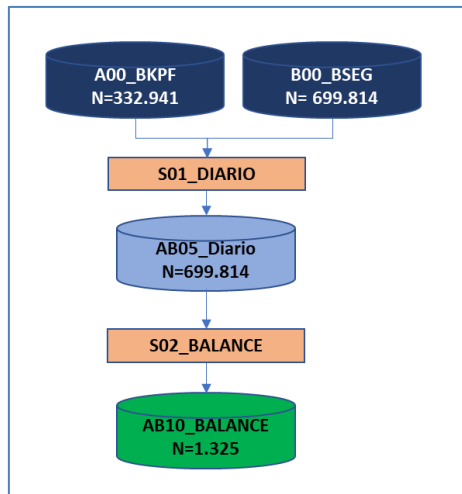 A00_BKPF
N=332.941
B00_BSEG
N= 699.814
S01_DIARIO
AB05_Diario
N=699.814
S02_BALANCE
AB10_BALANCE
N=1.325